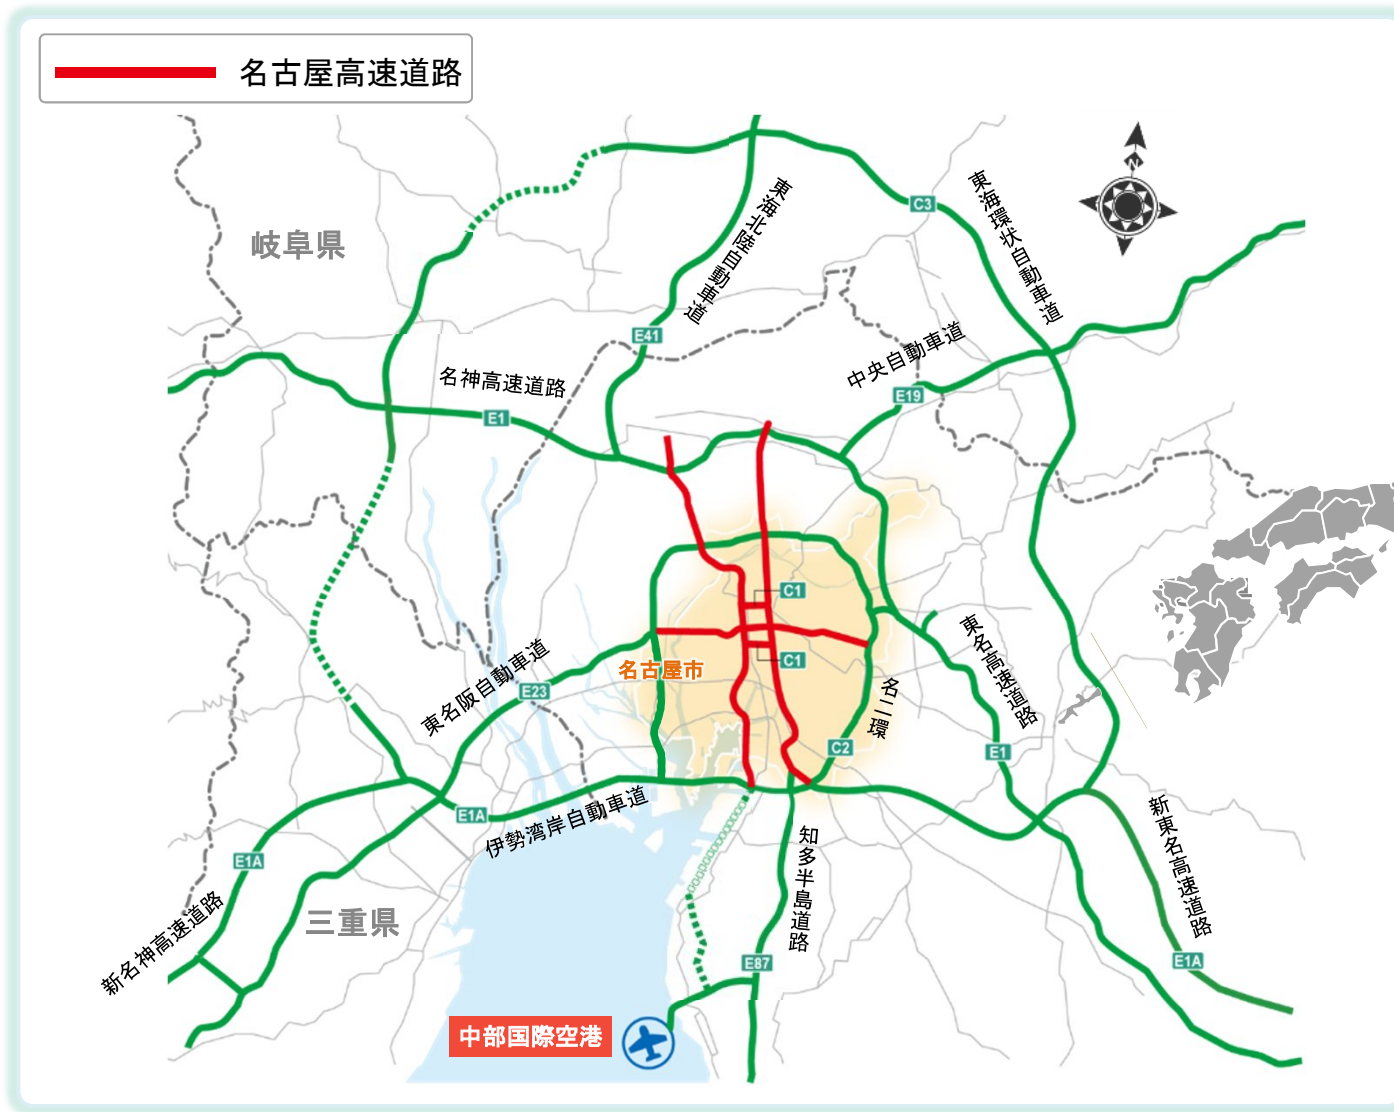 名古屋高速道路
N
岐阜県
東海北陸自動車道
C3
東海環状自動車道
E41
名神高速道路
E1
中央自動車道
E19
C1
C1
名古屋市
東名阪自動車道
E23
東名高速道路
名二環
C2
E1
E1A
伊勢湾岸自動車道
E1A
新東名高速道路
知多半島道路
三重県
新名神高速道路
E87
E1A
中部国際空港